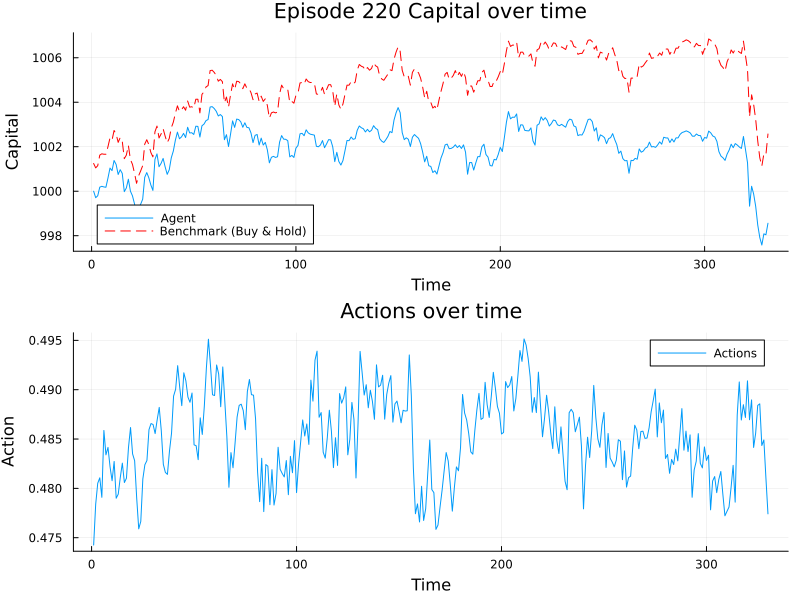 Episode 220 Capital over time
Capital
1006
1004
1002
1000
998
Agent
Benchmark (Buy & Hold)
0
100
200
300
Time
Actions over time
Action
0.495
0.490
0.485
0.480
0.475
Actions
0
100
200
300
Time